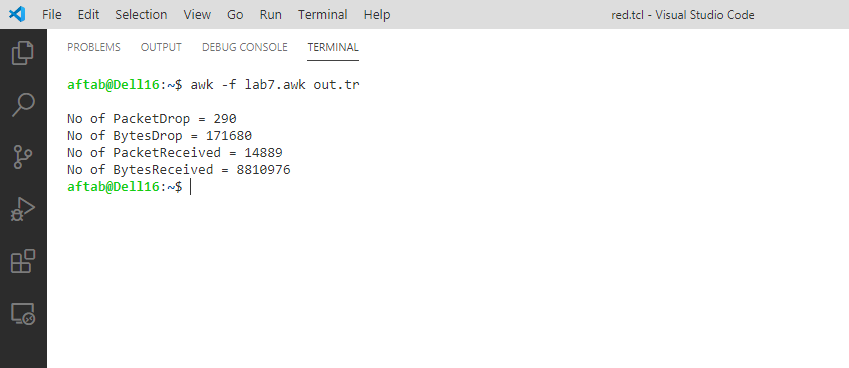 File Edit Selection View Go Run Terminal Help red.tcl - Visual Studio Code
PROBLEMS OUTPUT DEBUG CONSOLE TERMINAL
aftab@Dell16:~$ awk -f lab7.awk out.tr
No of PacketDrop = 290
No of BytesDrop = 171680
No of PacketReceived = 14889
No of BytesReceived = 8810976
aftab@Dell16:~$